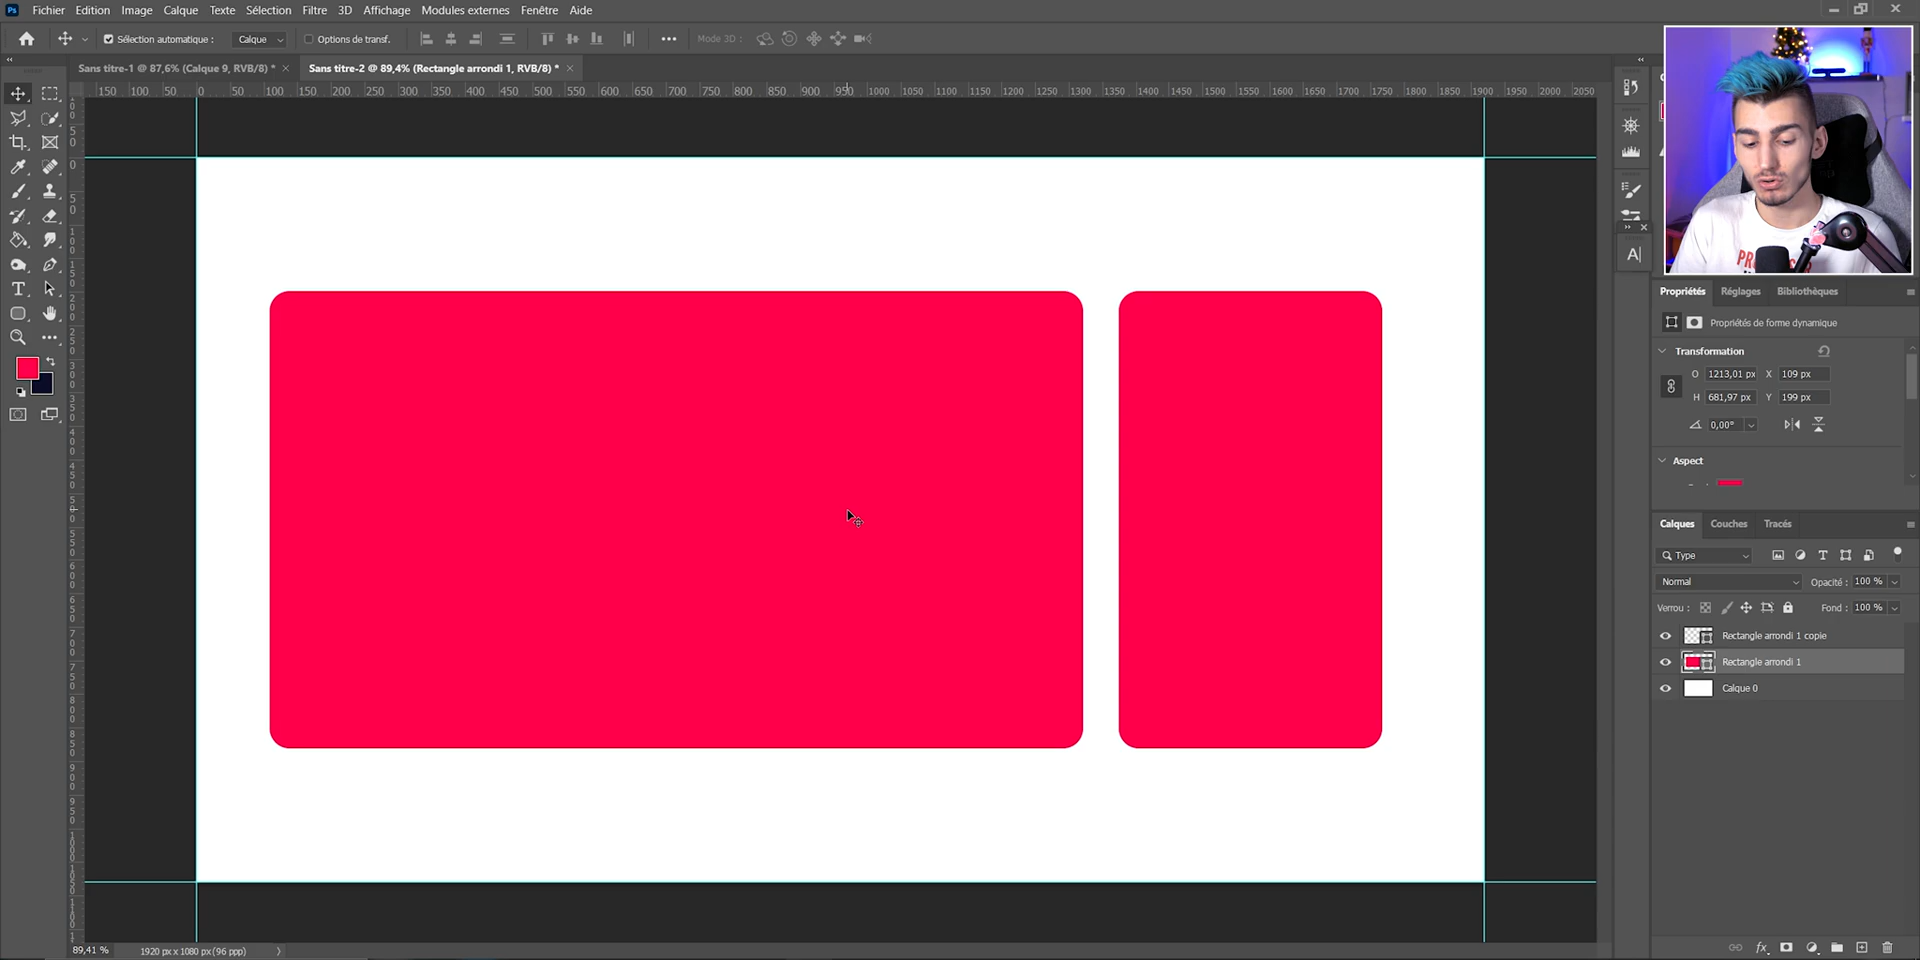 Ps Fichier Edition Image Calque Texte Sélection Filtre 3D Affichage Modules externes Fenêtre Aide
Sélection automatique : Calque Options de transf. Mode 3D :
Sans titre-1 @ 87,6% (Calque 9, RVB/8) * Sans titre-2 @ 89,4% (Rectangle arrondi 1, RVB/8) *
150 100 50 0 50 100 150 200 250 300 350 400 450 500 550 600 650 700 750 800 850 900 950 1000 1050 1100 1150 1200 1250 1300 1350 1400 1450 1500 1550 1600 1650 1700 1750 1800 1850 1900 1950 2000 2050
Propriétés Réglages Bibliothèques
Propriétés de forme dynamique
Transformation
O 1213,01 px X 109 px
H 681,97 px Y 199 px
0,00°
Aspect
Calques Couches Tracés
Type
Normal Opacité : 100 %
Verrou : Fond : 100 %
Rectangle arrondi 1 copie
Rectangle arrondi 1
Calque 0
89,41 % 1920 px x 1080 px (96 ppp)